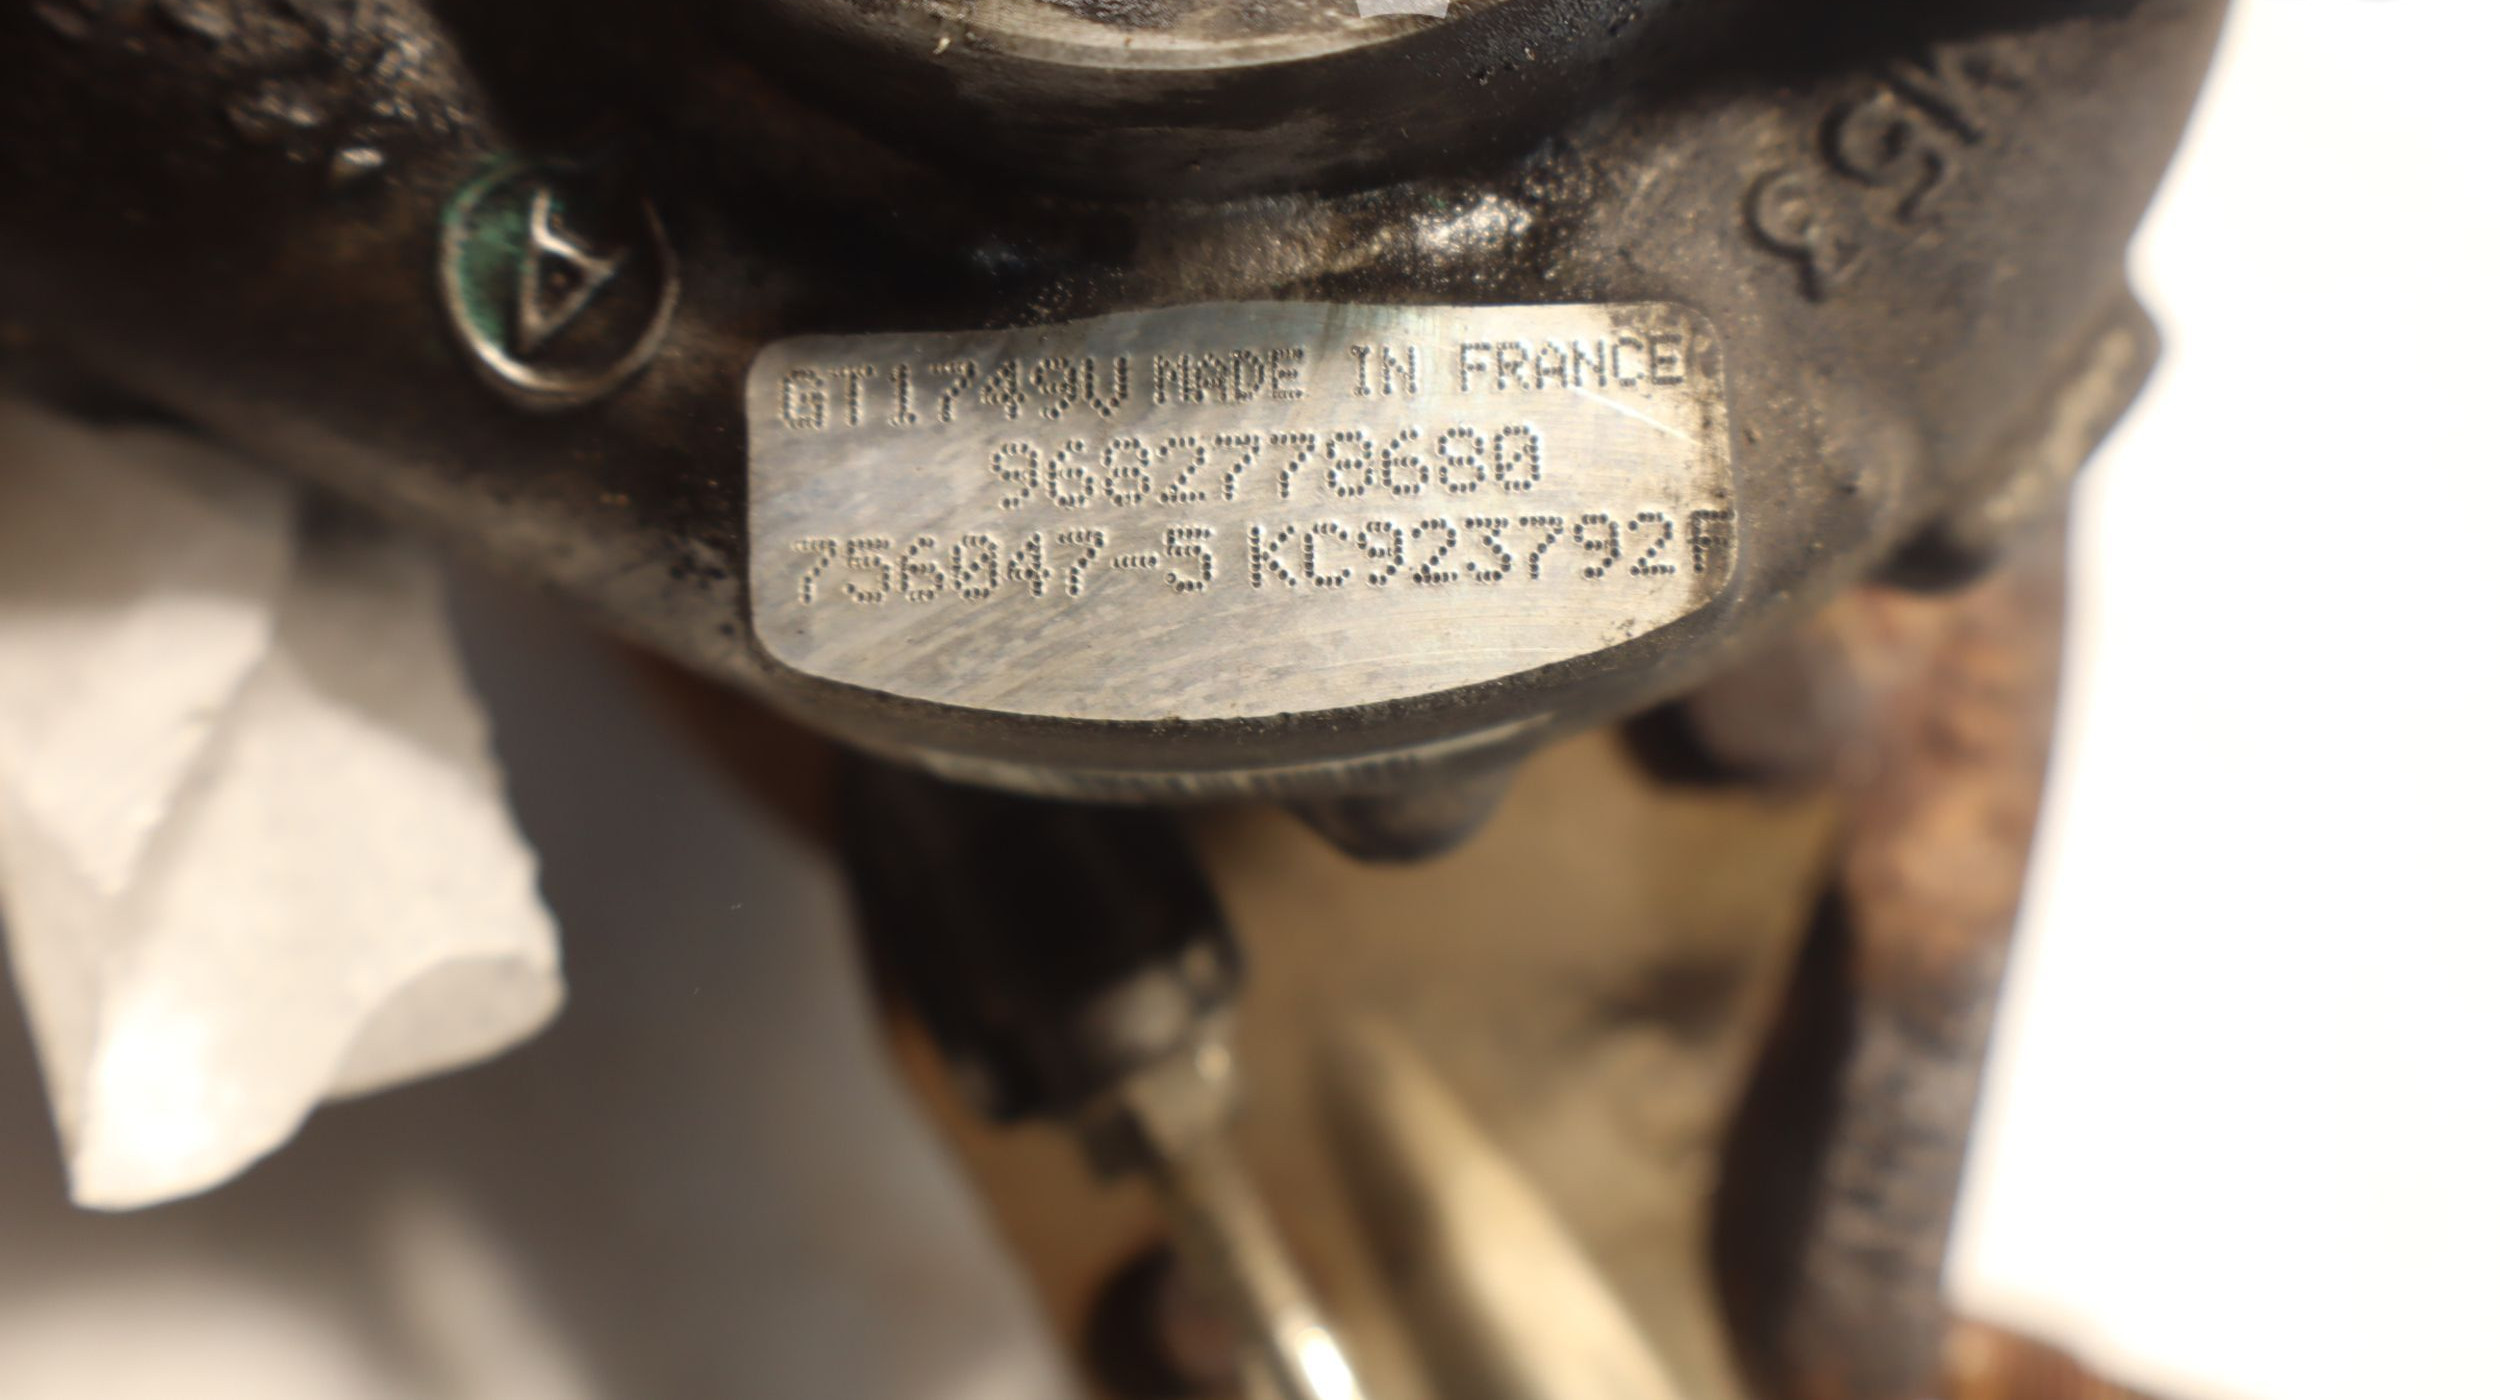 A
GT1749V MADE IN FRANCE
9682778680
756047-5 KC923792F